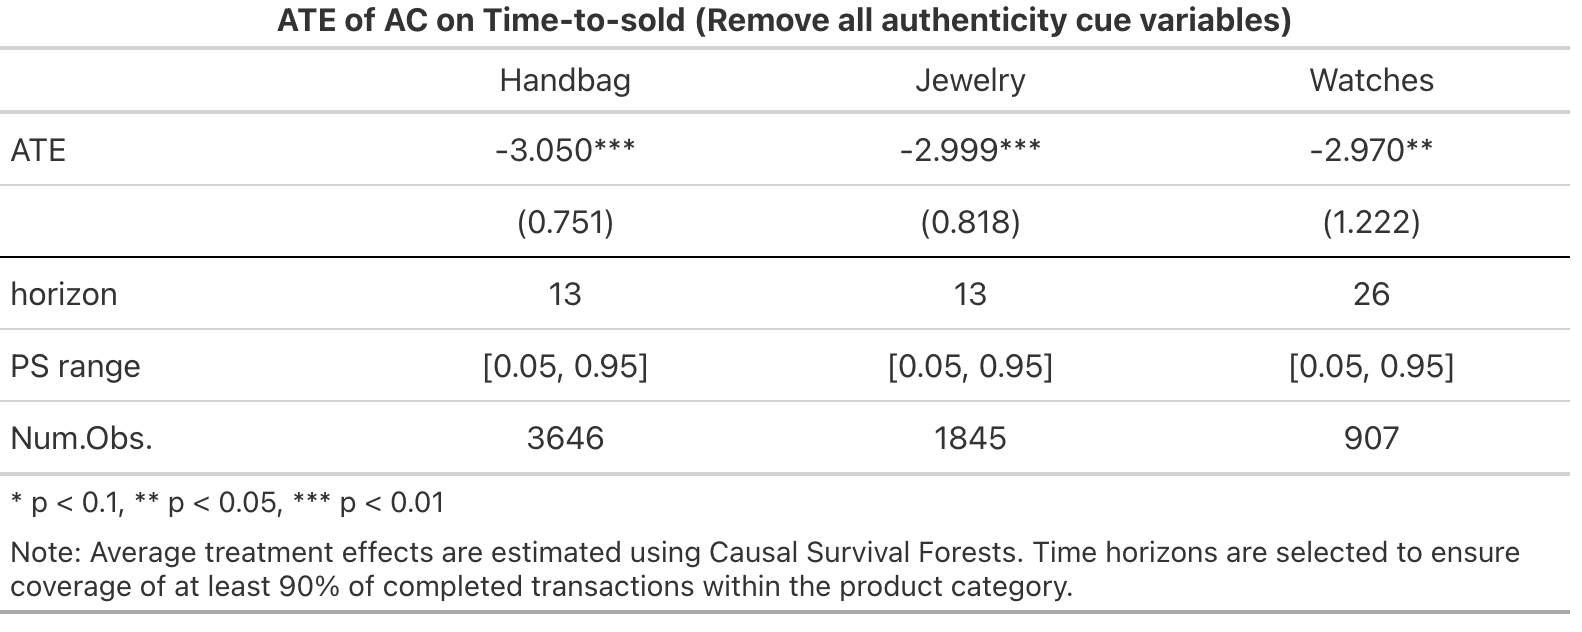 ATE of AC on Time-to-sold (Remove all authenticity cue variables)
Handbag Jewelry Watches
ATE -3.050*** -2.999*** -2.970**
(0.751) (0.818) (1.222)
horizon 13 13 26
PS range [0.05, 0.95] [0.05, 0.95] [0.05, 0.95]
Num.Obs. 3646 1845 907
* p < 0.1, ** p < 0.05, *** p < 0.01
Note: Average treatment effects are estimated using Causal Survival Forests. Time horizons are selected to ensure
coverage of at least 90% of completed transactions within the product category.